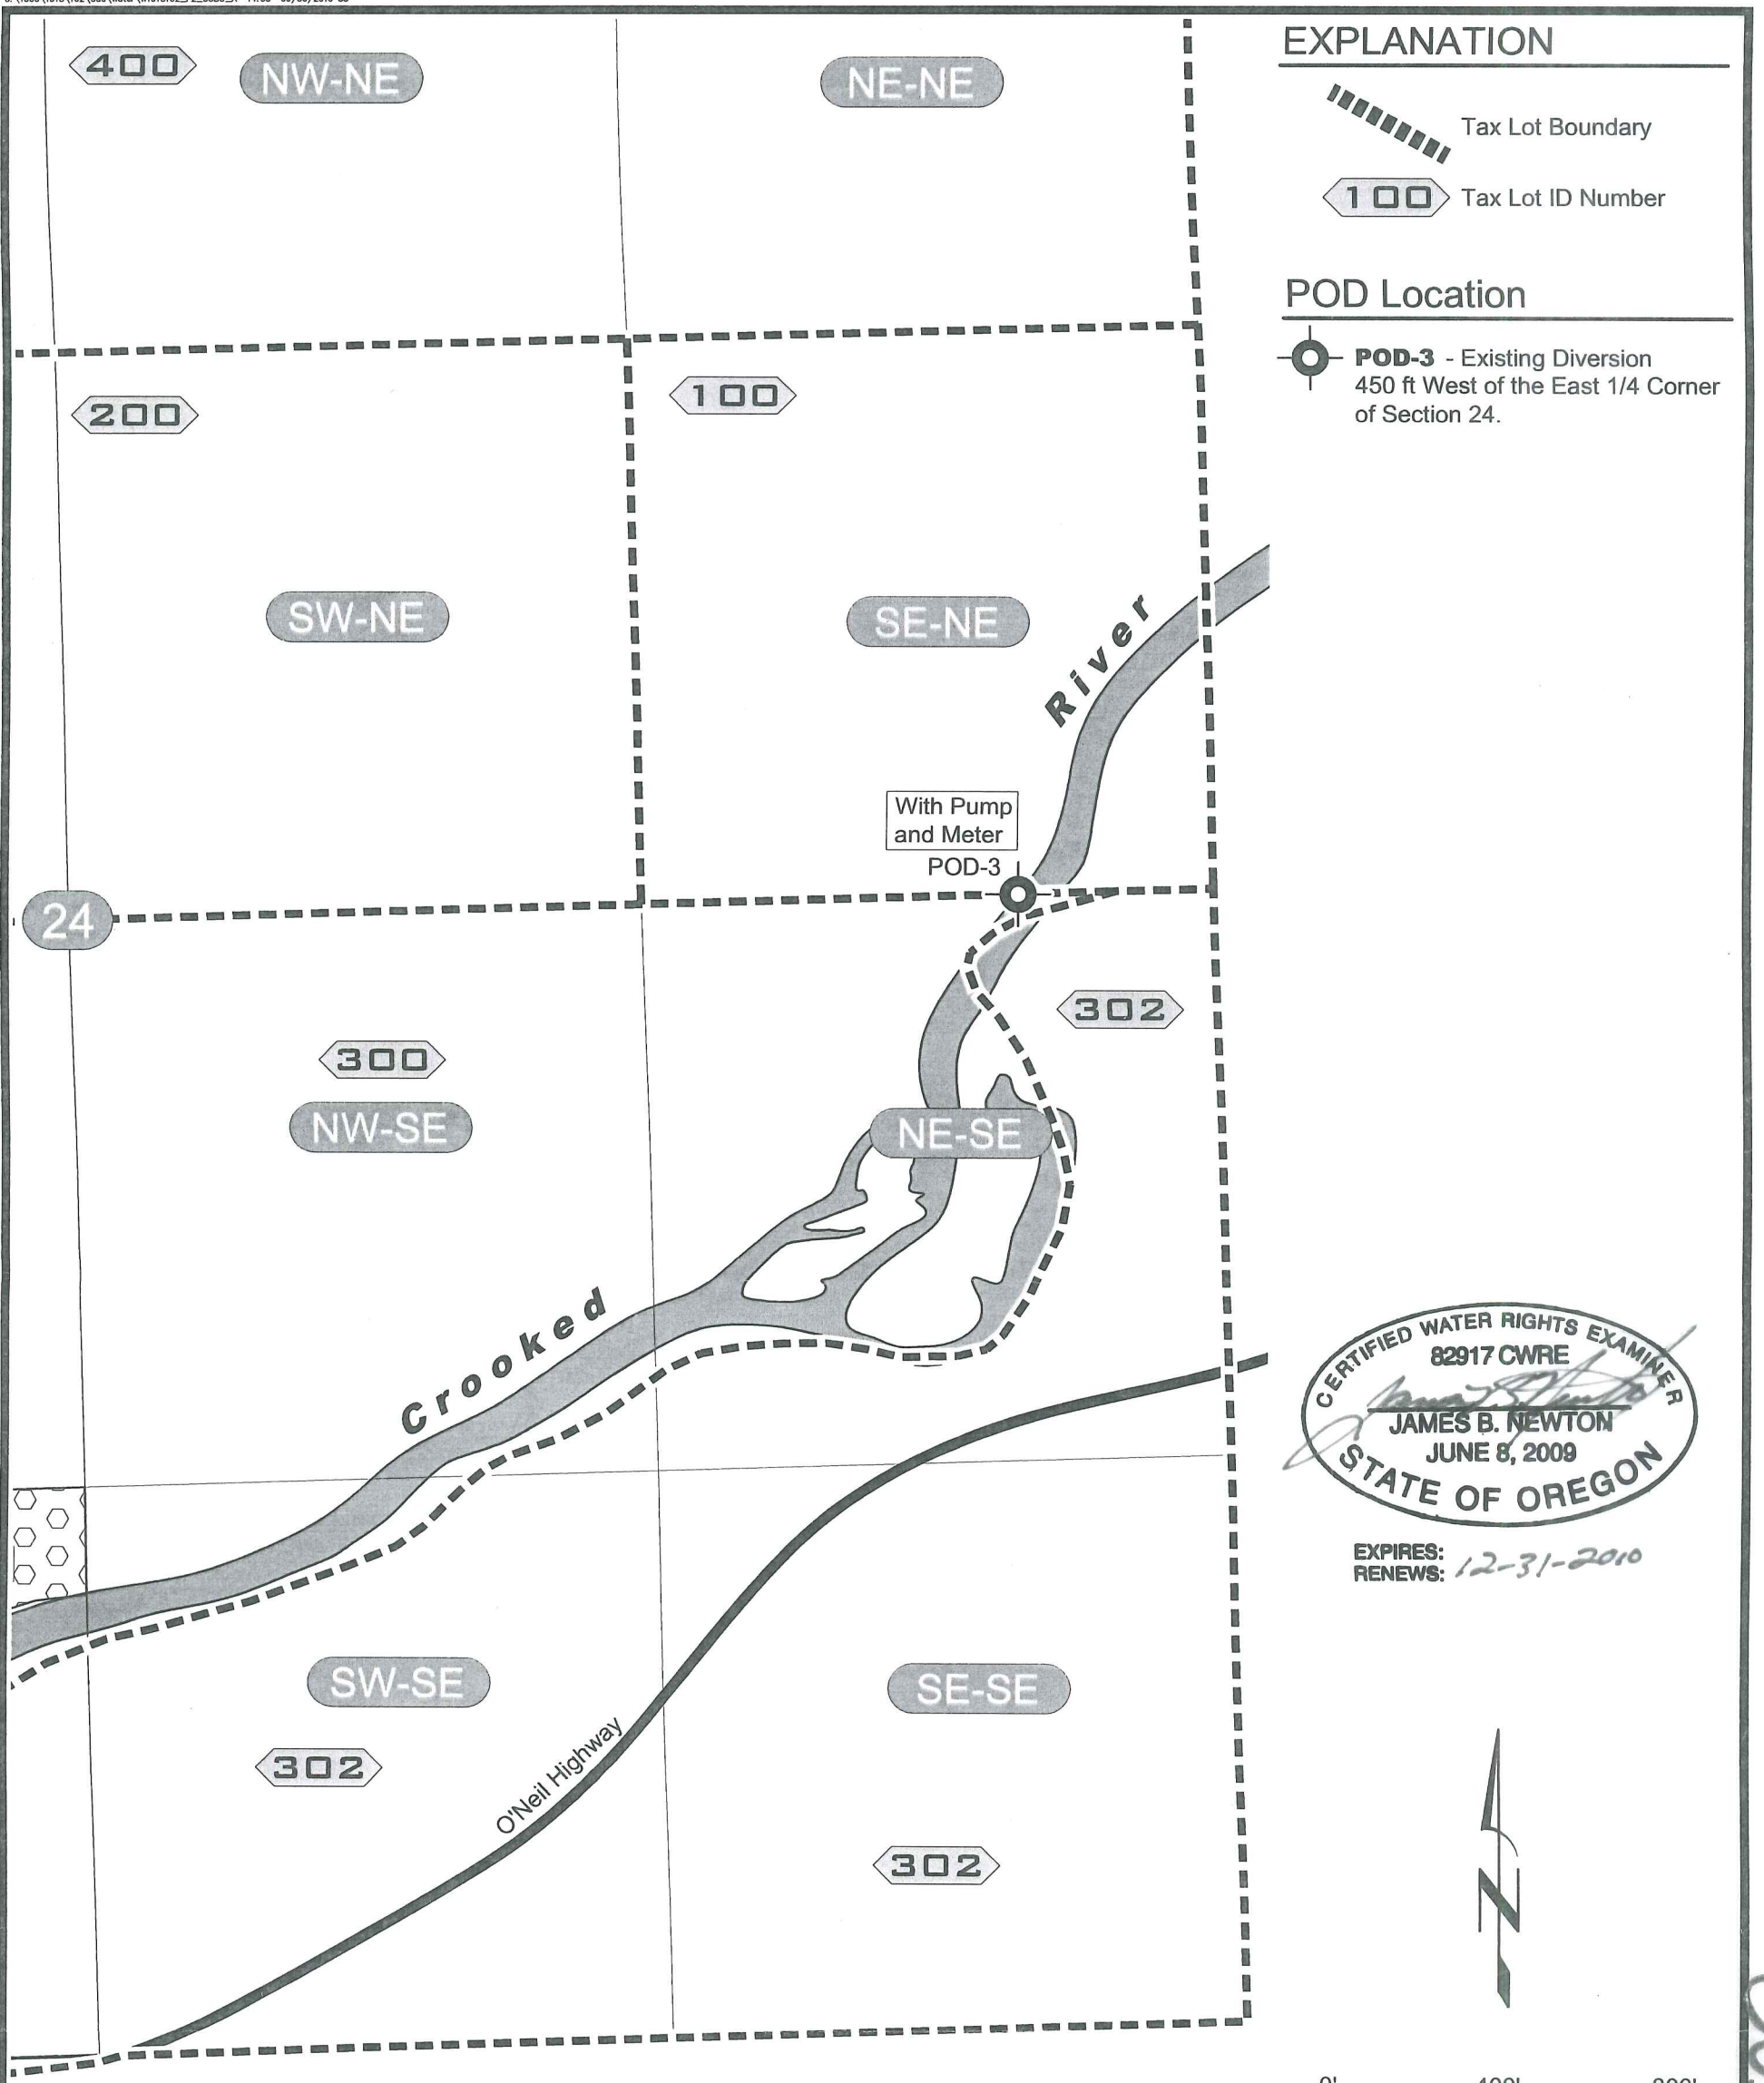 400
NW-NE
NE-NE
EXPLANATION
Tax Lot Boundary
100
Tax Lot ID Number
POD Location
POD-3 - Existing Diversion
450 ft West of the East 1/4 Corner
of Section 24.
200
100
SW-NE
SE-NE
River
With Pump
and Meter
POD-3
24
302
300
NW-SE
NE-SE
Crooked
CERTIFIED WATER RIGHTS EXAMINER
82917 CWRE
JAMES B. NEWTON
JUNE 8, 2009
STATE OF OREGON
EXPIRES:
RENEWS: 12-31-2010
SW-SE
SE-SE
302
O'Neil Highway
302
N